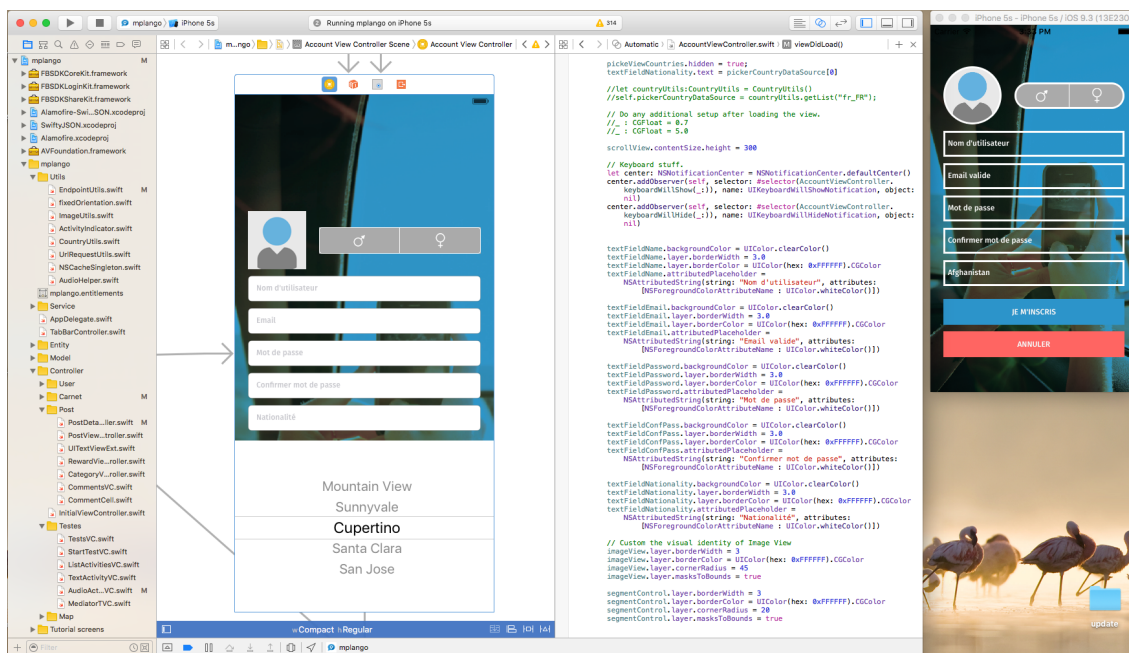 mplango
iPhone 5s
Running mplango on iPhone 5s
314
iPhone 5s - iPhone 5s / iOS 9.3 (13E230
PM
m...ngo
Account View Controller Scene
Account View Controller
Automatic
AccountViewController.swift
viewDidLoad()
mplango M
FBSDKCoreKit.framework
FBSDKLoginKit.framework
FBSDKShareKit.framework
Alamofire-Swi...SON.xcodeproj
SwiftyJSON.xcodeproj
Alamofire.xcodeproj
AVFoundation.framework
mplango
Utils
EndpointUtils.swift M
fixedOrientation.swift
ImageUtils.swift
ActivityIndicator.swift
CountryUtils.swift
UrlRequestUtils.swift
NSCacheSingleton.swift
AudioHelper.swift
mplango.entitlements
Service
AppDelegate.swift
TabBarController.swift
Entity
Model
Controller
User
Carnet M
Post
PostDeta...ller.swift M
PostView...troller.swift
UITextViewExt.swift
RewardVie...roller.swift
CategoryV...roller.swift
CommentsVC.swift
CommentCell.swift
InitialViewController.swift
Testes
TestsVC.swift
StartTestVC.swift
ListActivitiesVC.swift
TextActivityVC.swift
AudioAct...VC.swift M
MediatorTVC.swift
Map
Tutorial screens
Filter
Nom d'utilisateur
Email
Mot de passe
Confirmer mot de passe
Nationalité
Mountain View
Sunnyvale
Cupertino
Santa Clara
San Jose
wCompact hRegular
mplango
pickeViewCountries.hidden = true;
textFieldNationality.text = pickerCountryDataSource[0]
//let countryUtils:CountryUtils = CountryUtils()
//self.pickerCountryDataSource = countryUtils.getList("fr_FR");
// Do any additional setup after loading the view.
//_ : CGFloat = 0.7
//_ : CGFloat = 5.0
scrollView.contentSize.height = 300
// Keyboard stuff.
let center: NSNotificationCenter = NSNotificationCenter.defaultCenter()
center.addObserver(self, selector: #selector(AccountViewController.
keyboardWillShow(_:)), name: UIKeyboardWillShowNotification, object:
nil)
center.addObserver(self, selector: #selector(AccountViewController.
keyboardWillHide(_:)), name: UIKeyboardWillHideNotification, object:
nil)
textFieldName.backgroundColor = UIColor.clearColor()
textFieldName.layer.borderWidth = 3.0
textFieldName.layer.borderColor = UIColor(hex: 0xFFFFFF).CGColor
textFieldName.attributedPlaceholder =
NSAttributedString(string: "Nom d'utilisateur", attributes:
[NSForegroundColorAttributeName : UIColor.whiteColor()])
textFieldEmail.backgroundColor = UIColor.clearColor()
textFieldEmail.layer.borderWidth = 3.0
textFieldEmail.layer.borderColor = UIColor(hex: 0xFFFFFF).CGColor
textFieldEmail.attributedPlaceholder =
NSAttributedString(string: "Email valide", attributes:
[NSForegroundColorAttributeName : UIColor.whiteColor()])
textFieldPassword.backgroundColor = UIColor.clearColor()
textFieldPassword.layer.borderWidth = 3.0
textFieldPassword.layer.borderColor = UIColor(hex: 0xFFFFFF).CGColor
textFieldPassword.attributedPlaceholder =
NSAttributedString(string: "Mot de passe", attributes:
[NSForegroundColorAttributeName : UIColor.whiteColor()])
textFieldConfPass.backgroundColor = UIColor.clearColor()
textFieldConfPass.layer.borderWidth = 3.0
textFieldConfPass.layer.borderColor = UIColor(hex: 0xFFFFFF).CGColor
textFieldConfPass.attributedPlaceholder =
NSAttributedString(string: "Confirmer mot de passe", attributes:
[NSForegroundColorAttributeName : UIColor.whiteColor()])
textFieldNationality.backgroundColor = UIColor.clearColor()
textFieldNationality.layer.borderWidth = 3.0
textFieldNationality.layer.borderColor = UIColor(hex: 0xFFFFFF).CGColor
textFieldNationality.attributedPlaceholder =
NSAttributedString(string: "Nationalité", attributes:
[NSForegroundColorAttributeName : UIColor.whiteColor()])
// Custom the visual identity of Image View
imageView.layer.borderWidth = 3
imageView.layer.borderColor = UIColor(hex: 0xFFFFFF).CGColor
imageView.layer.cornerRadius = 45
imageView.layer.masksToBounds = true
segmentControl.layer.borderWidth = 3
segmentControl.layer.borderColor = UIColor(hex: 0xFFFFFF).CGColor
segmentControl.layer.cornerRadius = 20
segmentControl.layer.masksToBounds = true
Nom d'utilisateur
Email valide
Mot de passe
Confirmer mot de passe
Afghanistan
JE M'INSCRIS
ANNULER
update